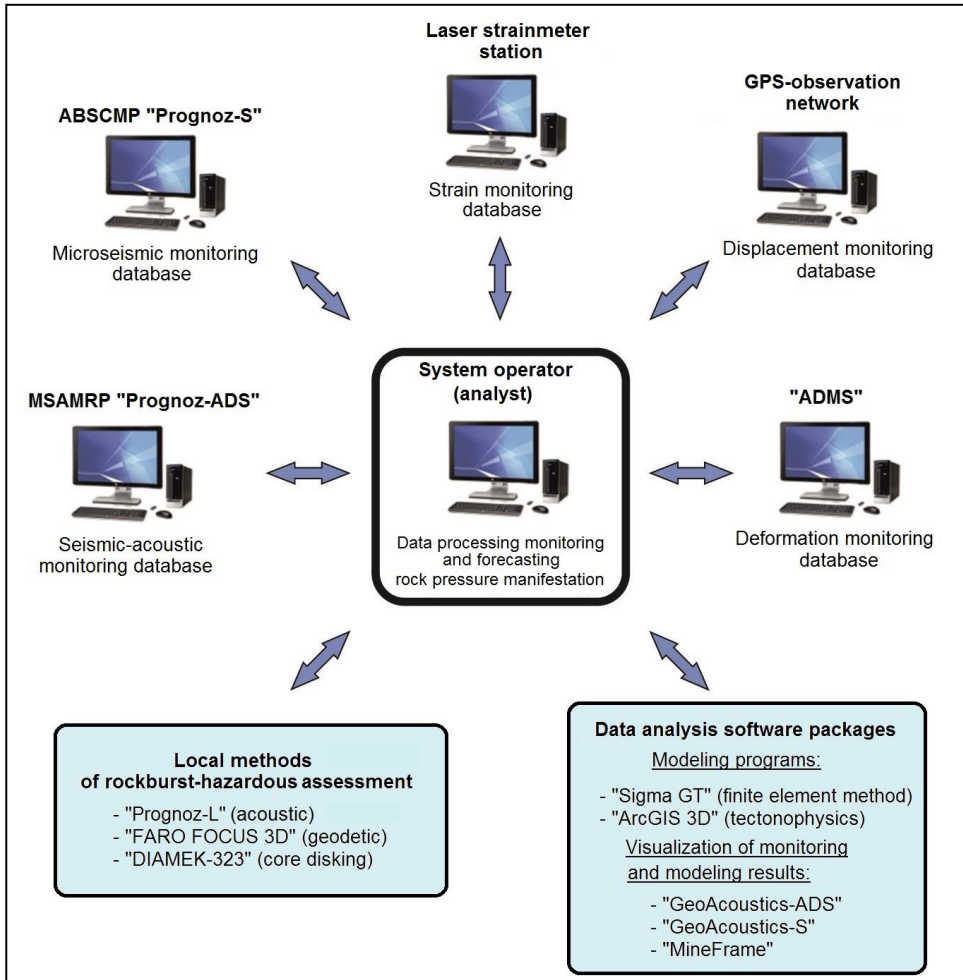 Laser strainmeter
station
Strain monitoring
database
GPS-observation
network
Displacement monitoring
database
ABSCMP "Prognoz-S"
Microseismic monitoring
database
System operator
(analyst)
Data processing monitoring
and forecasting
rock pressure manifestation
MSAMRP "Prognoz-ADS"
Seismic-acoustic
monitoring database
"ADMS"
Deformation monitoring
database
Local methods
of rockburst-hazardous assessment
- "Prognoz-L" (acoustic)
- "FARO FOCUS 3D" (geodetic)
- "DIAMEK-323" (core disking)
Data analysis software packages
Modeling programs:
- "Sigma GT" (finite element method)
- "ArcGIS 3D" (tectonophysics)
Visualization of monitoring
and modeling results:
- "GeoAcoustics-ADS"
- "GeoAcoustics-S"
- "MineFrame"